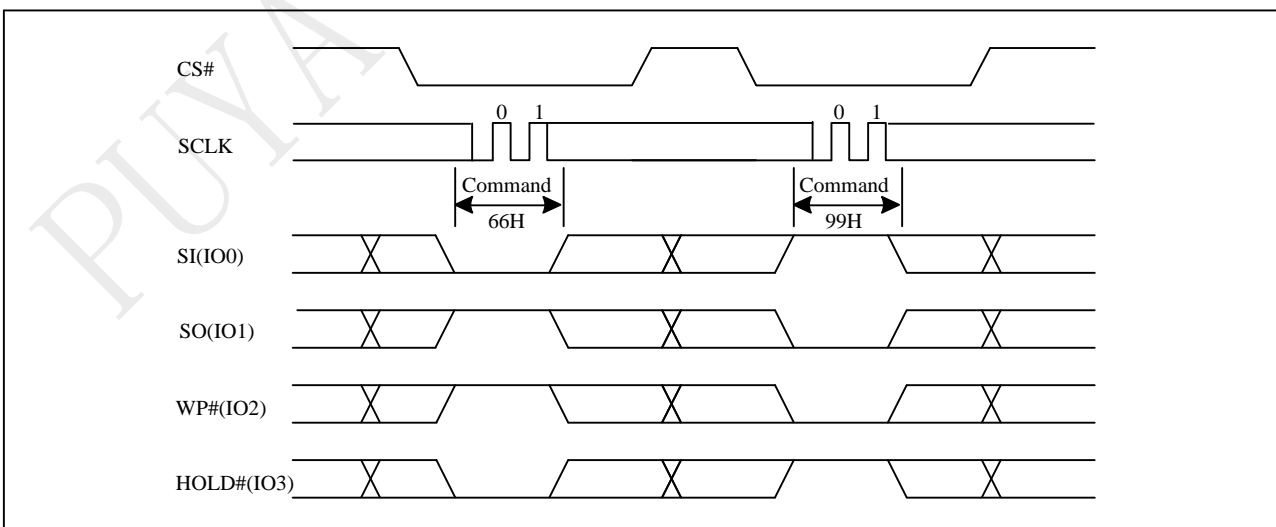 PUYA
CS#
0 1 0 1
SCLK
Command Command
66H 99H
SI(IO0)
SO(IO1)
WP#(IO2)
HOLD#(IO3)